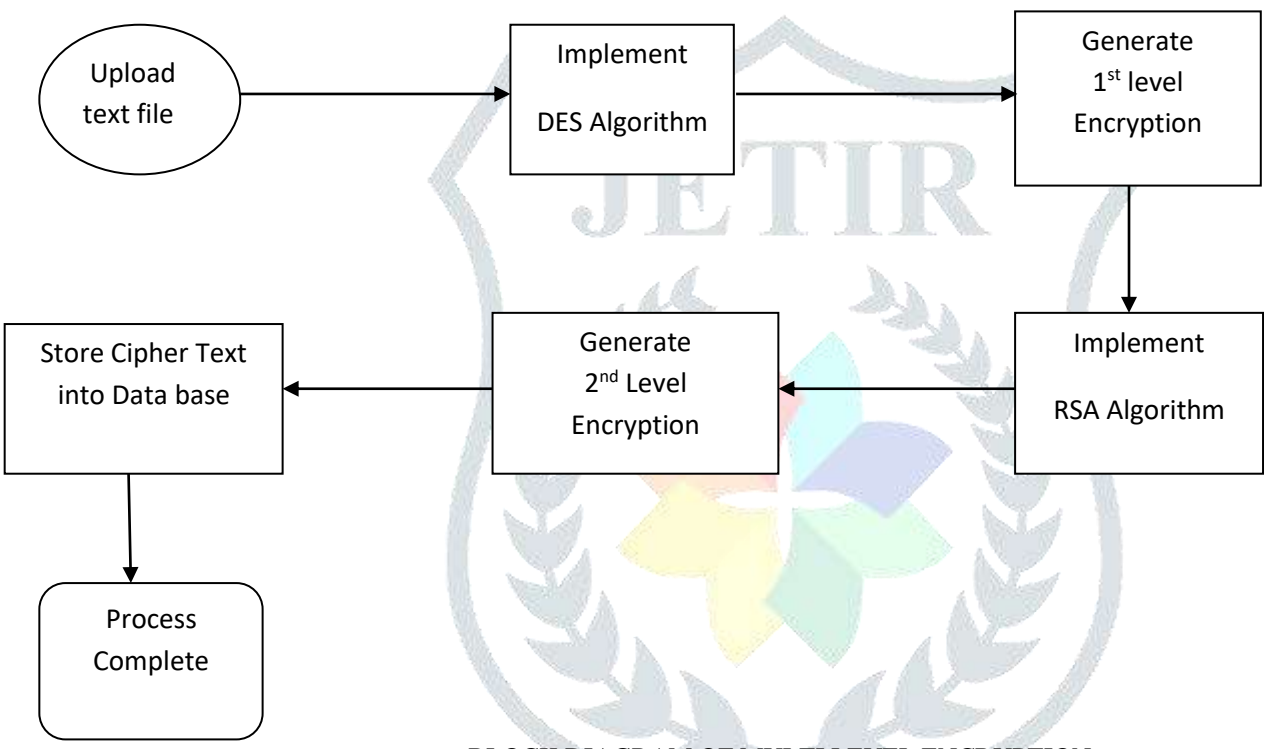 Upload
text file
Implement
DES Algorithm
Generate
1st level
Encryption
JETIR
Store Cipher Text
into Data base
Generate
2nd Level
Encryption
Implement
RSA Algorithm
Process
Complete